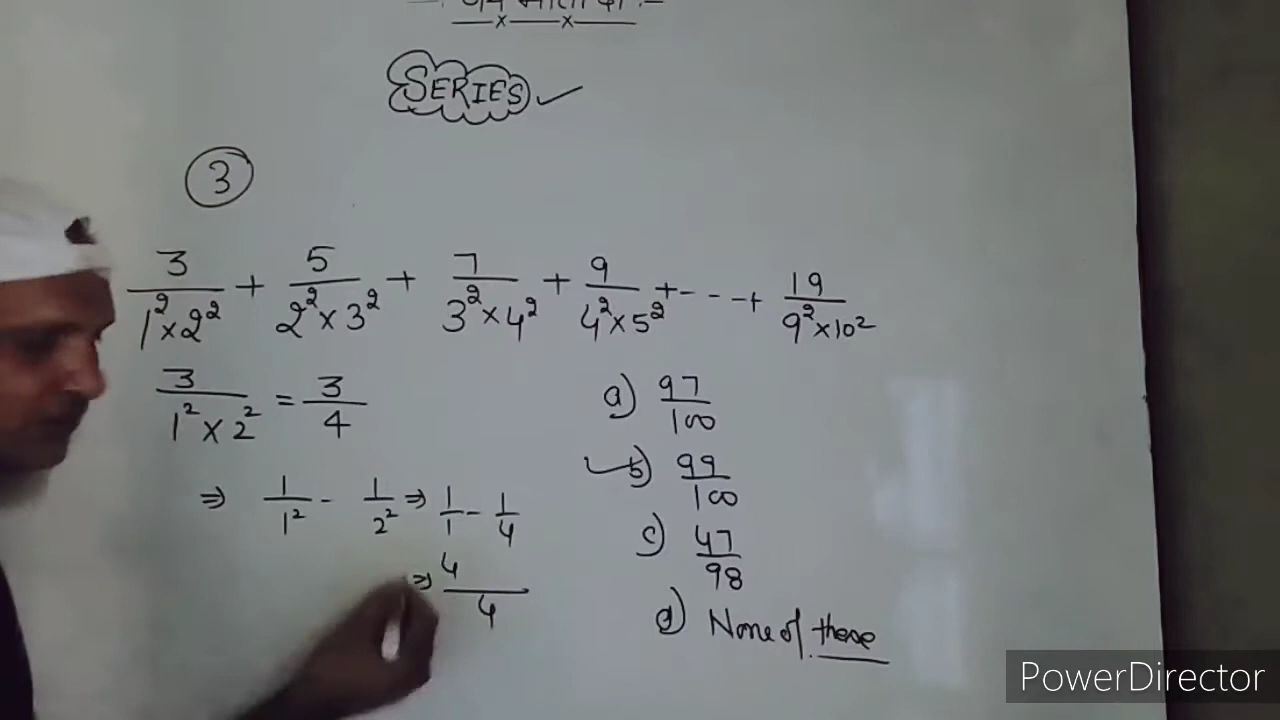 SERIES ✓
3
3/(1²×2²) + 5/(2²×3²) + 7/(3²×4²) + 9/(4²×5²) + - - - + 19/(9²×10²)
3/(1²×2²) = 3/4
⇒ 1/1² - 1/2² ⇒ 1/1 - 1/4
⇒ 4/4
a) 97/100
✓ b) 99/100
c) 47/98
d) None of these
PowerDirector